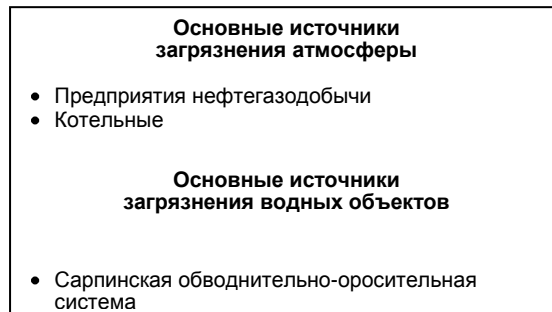 Основные источники
загрязнения атмосферы
• Предприятия нефтегазодобычи
• Котельные
Основные источники
загрязнения водных объектов
• Сарпинская обводнительно-оросительная
система